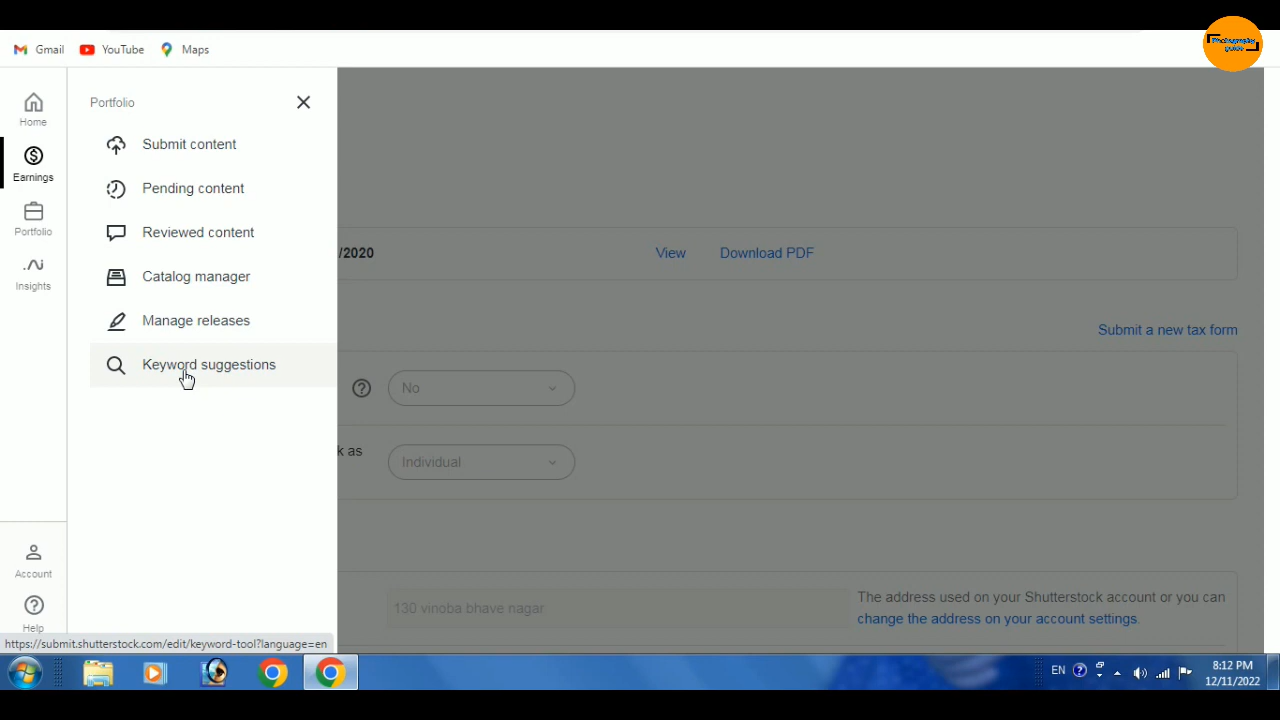 Gmail YouTube Maps
Photography
guide
Home
Earnings
Portfolio
Insights
Account
Help
Portfolio
Submit content
Pending content
Reviewed content
Catalog manager
Manage releases
Keyword suggestions
/2020 View Download PDF
Submit a new tax form
No
k as
Individual
130 vinoba bhave nagar
The address used on your Shutterstock account or you can
change the address on your account settings.
https://submit.shutterstock.com/edit/keyword-tool?language=en
EN
8:12 PM
12/11/2022